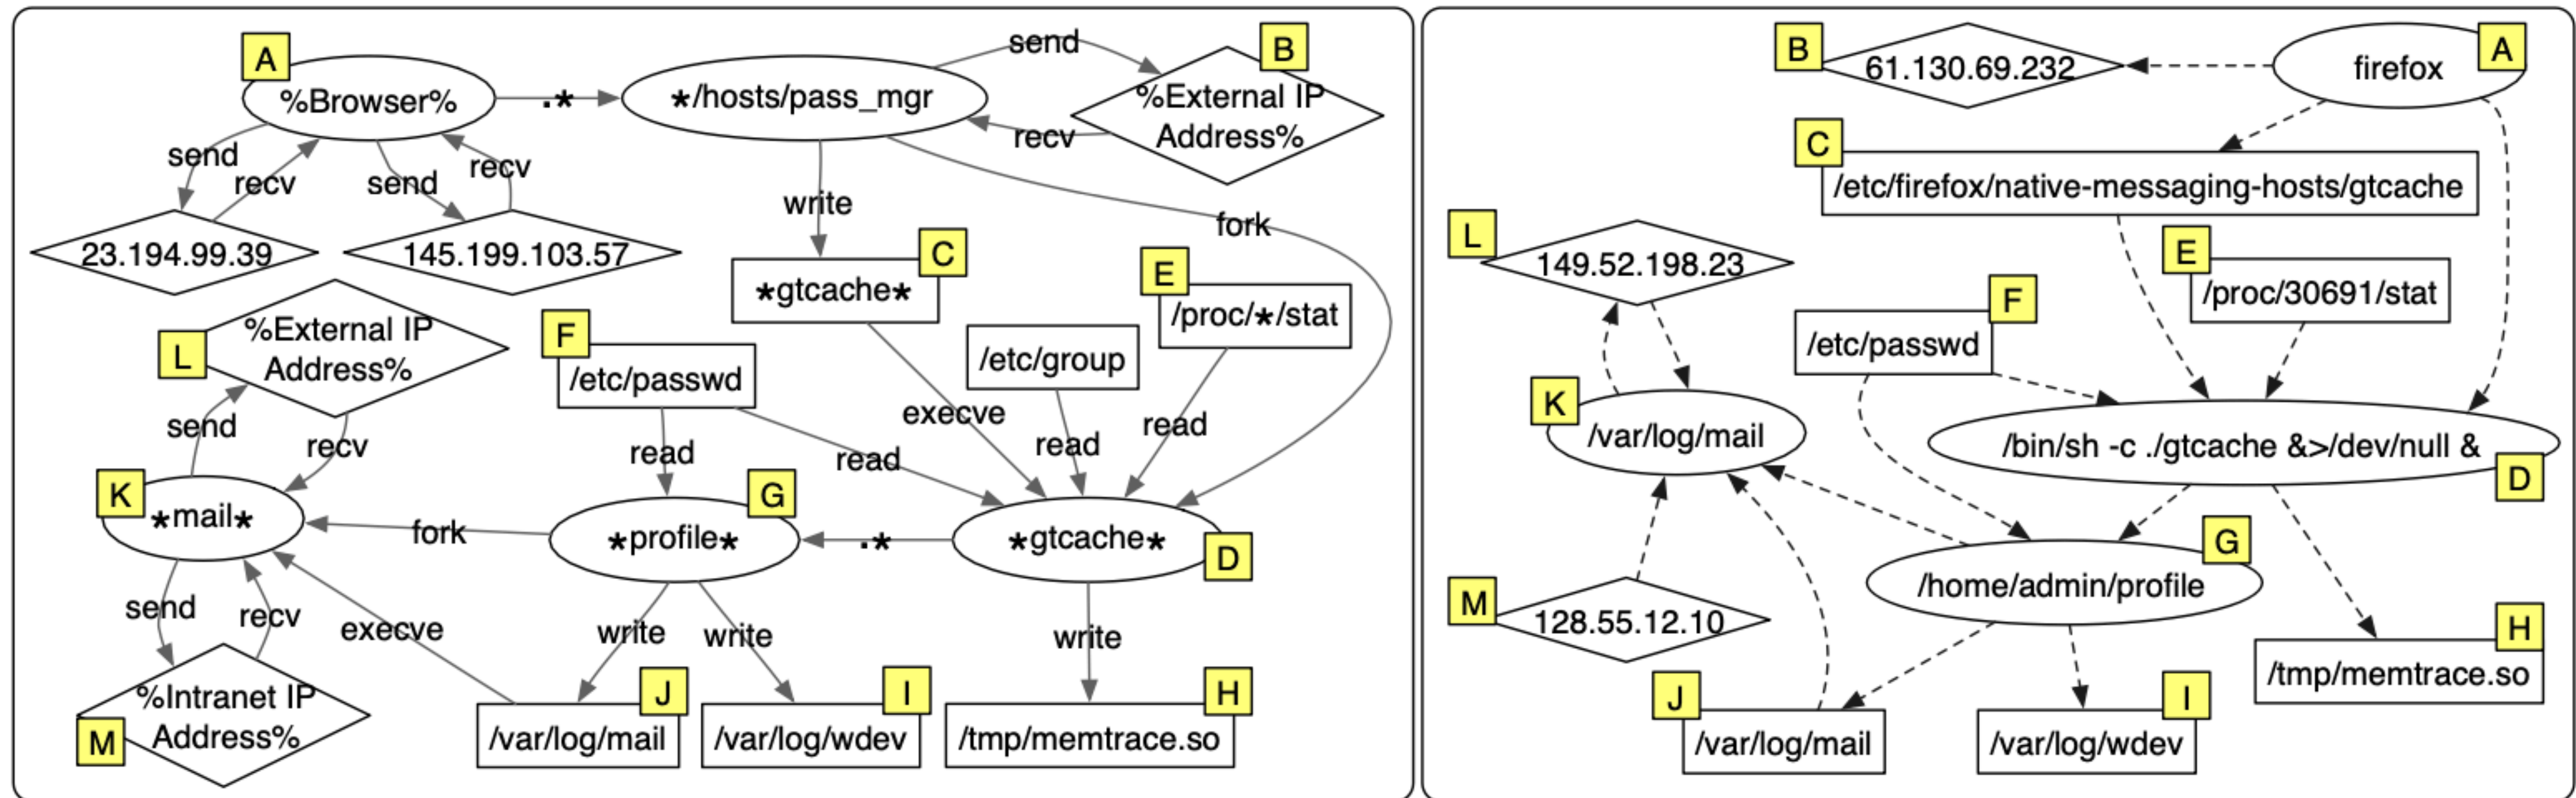 A
%Browser%
.*
*/hosts/pass_mgr
send
B
%External IP
Address%
recv
send
recv
send
recv
23.194.99.39
145.199.103.57
write
fork
C
*gtcache*
E
/proc/*/stat
L
%External IP
Address%
F
/etc/passwd
/etc/group
send
recv
read
read
execve
read
read
K
*mail*
fork
G
*profile*
.*
*gtcache*
D
send
recv
execve
write
write
write
M
%Intranet IP
Address%
J
/var/log/mail
I
/var/log/wdev
H
/tmp/memtrace.so
B
61.130.69.232
A
firefox
C
/etc/firefox/native-messaging-hosts/gtcache
L
149.52.198.23
E
/proc/30691/stat
F
/etc/passwd
K
/var/log/mail
/bin/sh -c ./gtcache &>/dev/null &
D
G
/home/admin/profile
M
128.55.12.10
H
/tmp/memtrace.so
J
/var/log/mail
I
/var/log/wdev